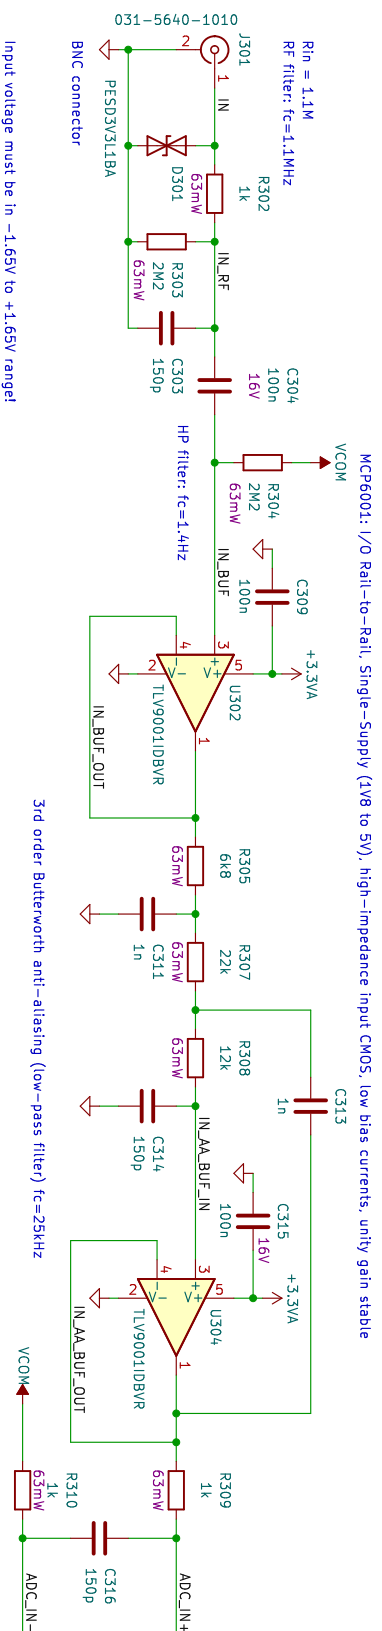 MCP6001: I/O Rail-to-Rail, Single-Supply (1V8 to 5V), high-impedance input CMOS, low bias currents, unity gain stable
Rin = 1.1M
RF filter: fc=1.1MHz
J301
031-5640-1010
2
1
BNC connector
Input voltage must be in -1.65V to +1.65V range!
IN
PESD3V3L1BA
D301
R302
1k
63mW
IN_RF
R303
2M2
63mW
C303
150p
C304
100n
16V
VCOM
R304
2M2
63mW
HP filter: fc=1.4Hz
IN_BUF
C309
100n
+3.3VA
U302
TLV9001IDBVR
3
4
5
2
1
+
-
V+
V-
IN_BUF_OUT
R305
6k8
63mW
C311
1n
R307
22k
63mW
R308
12k
63mW
C314
150p
C313
1n
3rd order Butterworth anti-aliasing (low-pass filter) fc=25kHz
IN_AA_BUF_IN
C315
100n
16V
+3.3VA
U304
TLV9001IDBVR
3
4
5
2
1
+
-
V+
V-
IN_AA_BUF_OUT
VCOM
R309
1k
63mW
R310
1k
63mW
C316
150p
ADC_IN+
ADC_IN-